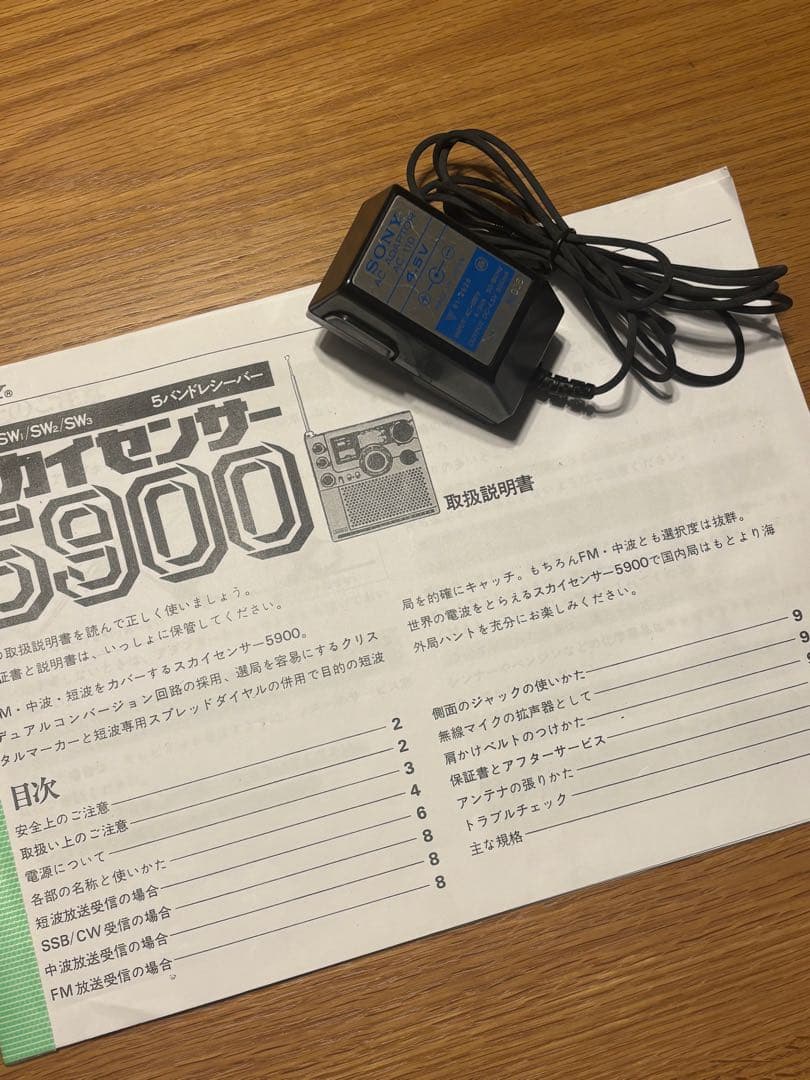 SONY
AC ADAPTOR
4.5V
5バンドレシーバー
SW1/SW2/SW3
カイセンサー
5900
取扱説明書
の取扱説明書を読んで正しく使いましょう。
証書と説明書は、いっしょに保管してください。
M・中波・短波をカバーするスカイセンサー5900。
デュアルコンバージョン回路の採用、選局を容易にするクリス
タルマーカーと短波専用スプレッドダイヤルの併用で目的の短波
局を的確にキャッチ。もちろんFM・中波とも選択度は抜群。
世界の電波をとらえるスカイセンサー5900で国内局はもとより海
外局ハントを充分にお楽しみください。
目次
安全上のご注意 2
取扱い上のご注意 2
電源について 3
各部の名称と使いかた 4
短波放送受信の場合 6
SSB/CW受信の場合 8
中波放送受信の場合 8
FM放送受信の場合 8
側面のジャックの使いかた 9
無線マイクの拡声器として 9
肩かけベルトのつけかた
保証書とアフターサービス
アンテナの張りかた
トラブルチェック
主な規格